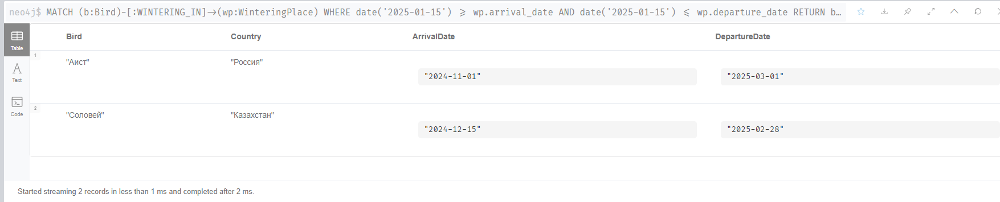 neo4j$ MATCH (b:Bird)-[:WINTERING_IN]→(wp:WinteringPlace) WHERE date('2025-01-15') ≥ wp.arrival_date AND date('2025-01-15') ≤ wp.departure_date RETURN b…
Table
Text
Code
Bird Country ArrivalDate DepartureDate
1
"Аист" "Россия"
"2024-11-01" "2025-03-01"
2
"Соловей" "Казахстан"
"2024-12-15" "2025-02-28"
Started streaming 2 records in less than 1 ms and completed after 2 ms.